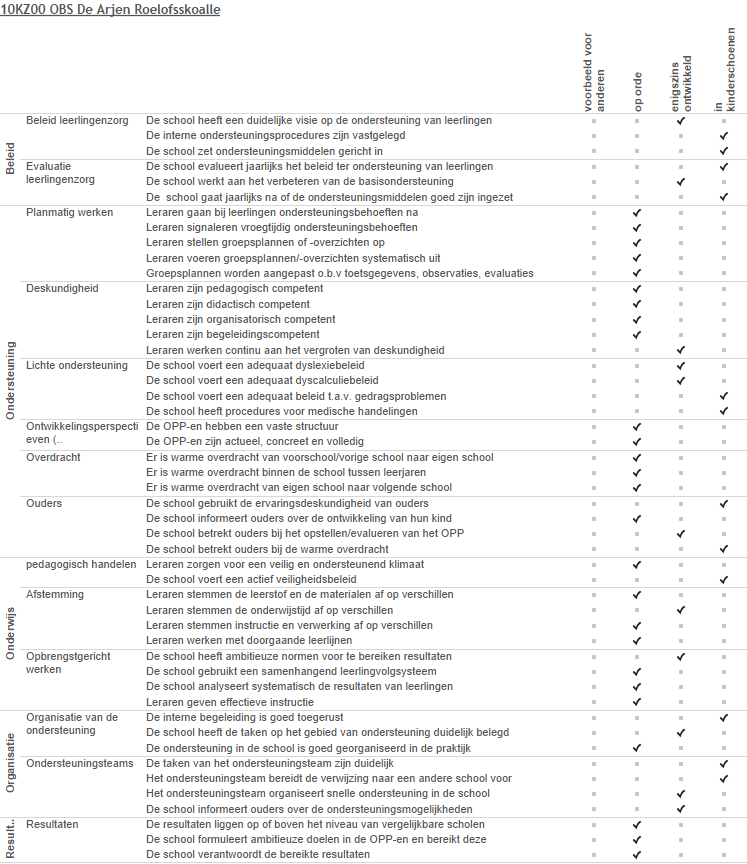 10KZ00 OBS De Arjen Roelofsskoalle
voorbeeld voor
anderen
op orde
enigszins
ontwikkeld
in
kinderschoenen
Beleid
Beleid leerlingenzorg De school heeft een duidelijke visie op de ondersteuning van leerlingen
De interne ondersteuningsprocedures zijn vastgelegd
De school zet ondersteuningsmiddelen gericht in
Evaluatie De school evalueert jaarlijks het beleid ter ondersteuning van leerlingen
leerlingenzorg De school werkt aan het verbeteren van de basisondersteuning
De school gaat jaarlijks na of de ondersteuningsmiddelen goed zijn ingezet
Ondersteuning
Planmatig werken Leraren gaan bij leerlingen ondersteuningsbehoeften na
Leraren signaleren vroegtijdig ondersteuningsbehoeften
Leraren stellen groepsplannen of -overzichten op
Leraren voeren groepsplannen/-overzichten systematisch uit
Groepsplannen worden aangepast o.b.v toetsgegevens, observaties, evaluaties
Deskundigheid Leraren zijn pedagogisch competent
Leraren zijn didactisch competent
Leraren zijn organisatorisch competent
Leraren zijn begeleidingscompetent
Leraren werken continu aan het vergroten van deskundigheid
Lichte ondersteuning De school voert een adequaat dyslexiebeleid
De school voert een adequaat dyscalculiebeleid
De school voert een adequaat beleid t.a.v. gedragsproblemen
De school heeft procedures voor medische handelingen
Ontwikkelingsperspecti De OPP-en hebben een vaste structuur
even (.. De OPP-en zijn actueel, concreet en volledig
Overdracht Er is warme overdracht van voorschool/vorige school naar eigen school
Er is warme overdracht binnen de school tussen leerjaren
Er is warme overdracht van eigen school naar volgende school
Ouders De school gebruikt de ervaringsdeskundigheid van ouders
De school informeert ouders over de ontwikkeling van hun kind
De school betrekt ouders bij het opstellen/evalueren van het OPP
De school betrekt ouders bij de warme overdracht
Onderwijs
pedagogisch handelen Leraren zorgen voor een veilig en ondersteunend klimaat
De school voert een actief veiligheidsbeleid
Afstemming Leraren stemmen de leerstof en de materialen af op verschillen
Leraren stemmen de onderwijstijd af op verschillen
Leraren stemmen instructie en verwerking af op verschillen
Leraren werken met doorgaande leerlijnen
Opbrengstgericht De school heeft ambitieuze normen voor te bereiken resultaten
werken De school gebruikt een samenhangend leerlingvolgsysteem
De school analyseert systematisch de resultaten van leerlingen
Leraren geven effectieve instructie
Organisatie
Organisatie van de De interne begeleiding is goed toegerust
ondersteuning De school heeft de taken op het gebied van ondersteuning duidelijk belegd
De ondersteuning in de school is goed georganiseerd in de praktijk
Ondersteuningsteams De taken van het ondersteuningsteam zijn duidelijk
Het ondersteuningsteam bereidt de verwijzing naar een andere school voor
Het ondersteuningsteam organiseert snelle ondersteuning in de school
De school informeert ouders over de ondersteuningsmogelijkheden
Result..
Resultaten De resultaten liggen op of boven het niveau van vergelijkbare scholen
De school formuleert ambitieuze doelen in de OPP-en en bereikt deze
De school verantwoordt de bereikte resultaten